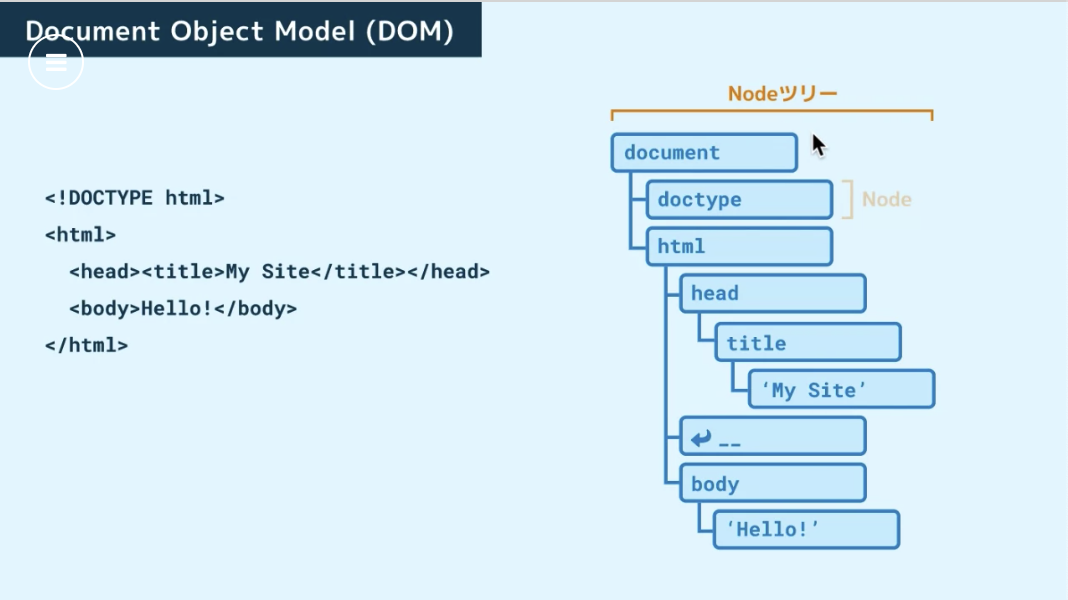 Document Object Model (DOM)
Nodeツリー
<!DOCTYPE html>
<html>
<head><title>My Site</title></head>
<body>Hello!</body>
</html>
document
doctype
Node
html
head
title
‘My Site’
__
body
‘Hello!’